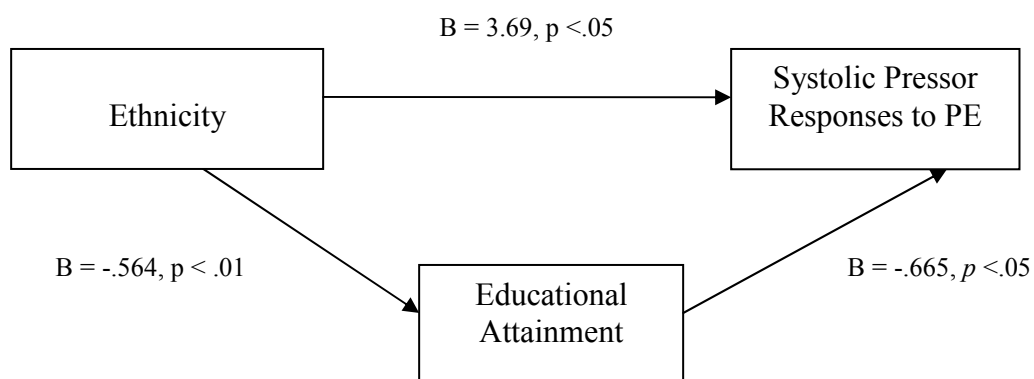 B = 3.69, p <.05
Ethnicity
Systolic Pressor
Responses to PE
B = -.564, p < .01
Educational
Attainment
B = -.665, p <.05